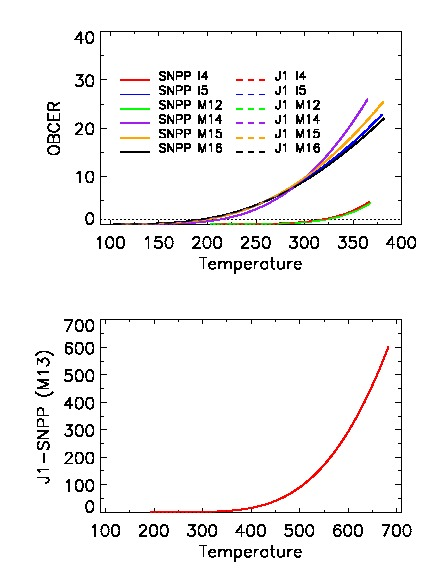 40
30
20
10
0
OBCER
SNPP I4
SNPP I5
SNPP M12
SNPP M14
SNPP M15
SNPP M16
J1 I4
J1 I5
J1 M12
J1 M14
J1 M15
J1 M16
100 150 200 250 300 350 400
Temperature
700
600
500
400
300
200
100
0
J1-SNPP (M13)
100 200 300 400 500 600 700
Temperature